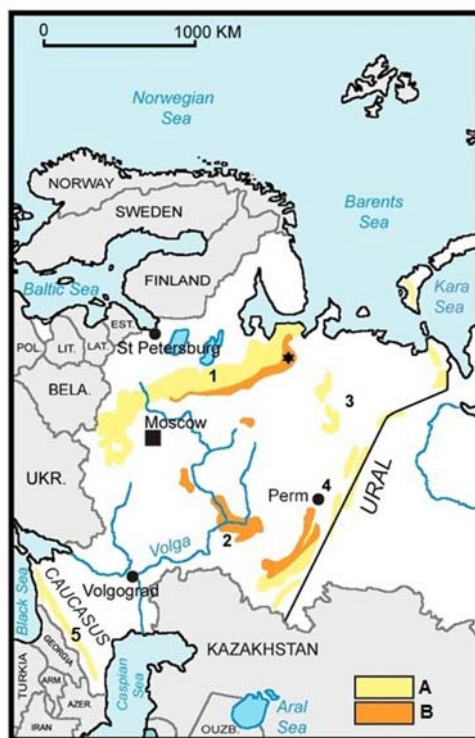 0 1000 KM
Norwegian
Sea
NORWAY
SWEDEN
Barents
Sea
FINLAND
Kara
Sea
Baltic Sea
EST.
St Petersburg
POL.
LIT.
LAT.
1
BELA.
3
Moscow
UKR.
Perm
4
URAL
2
Volga
Volgograd
Black Sea
CAUCASUS
5
GEORGIA
TURKIA
ARM.
AZER.
IRAN
Caspian
Sea
KAZAKHSTAN
OUZB.
Aral
Sea
A
B